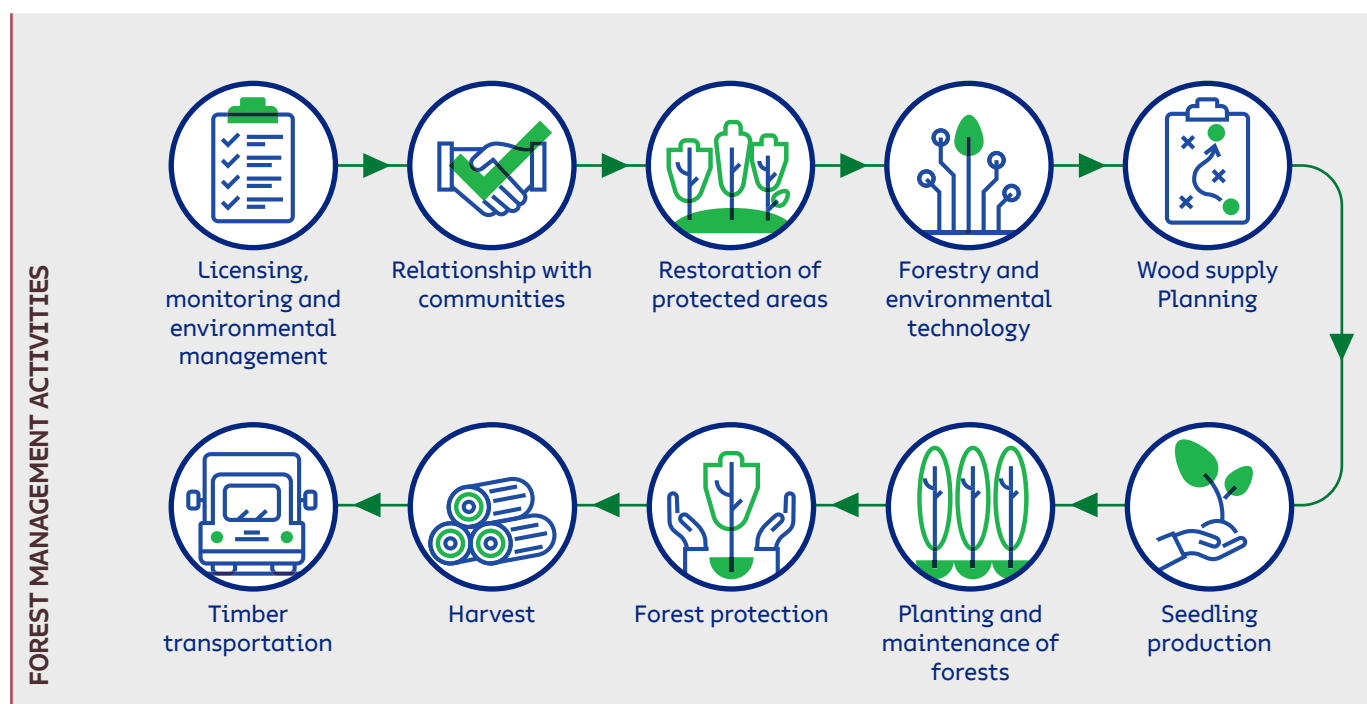 FOREST MANAGEMENT ACTIVITIES
Licensing,
monitoring and
environmental
management
Relationship with
communities
Restoration of
protected areas
Forestry and
environmental
technology
Wood supply
Planning
Seedling
production
Planting and
maintenance of
forests
Forest protection
Harvest
Timber
transportation